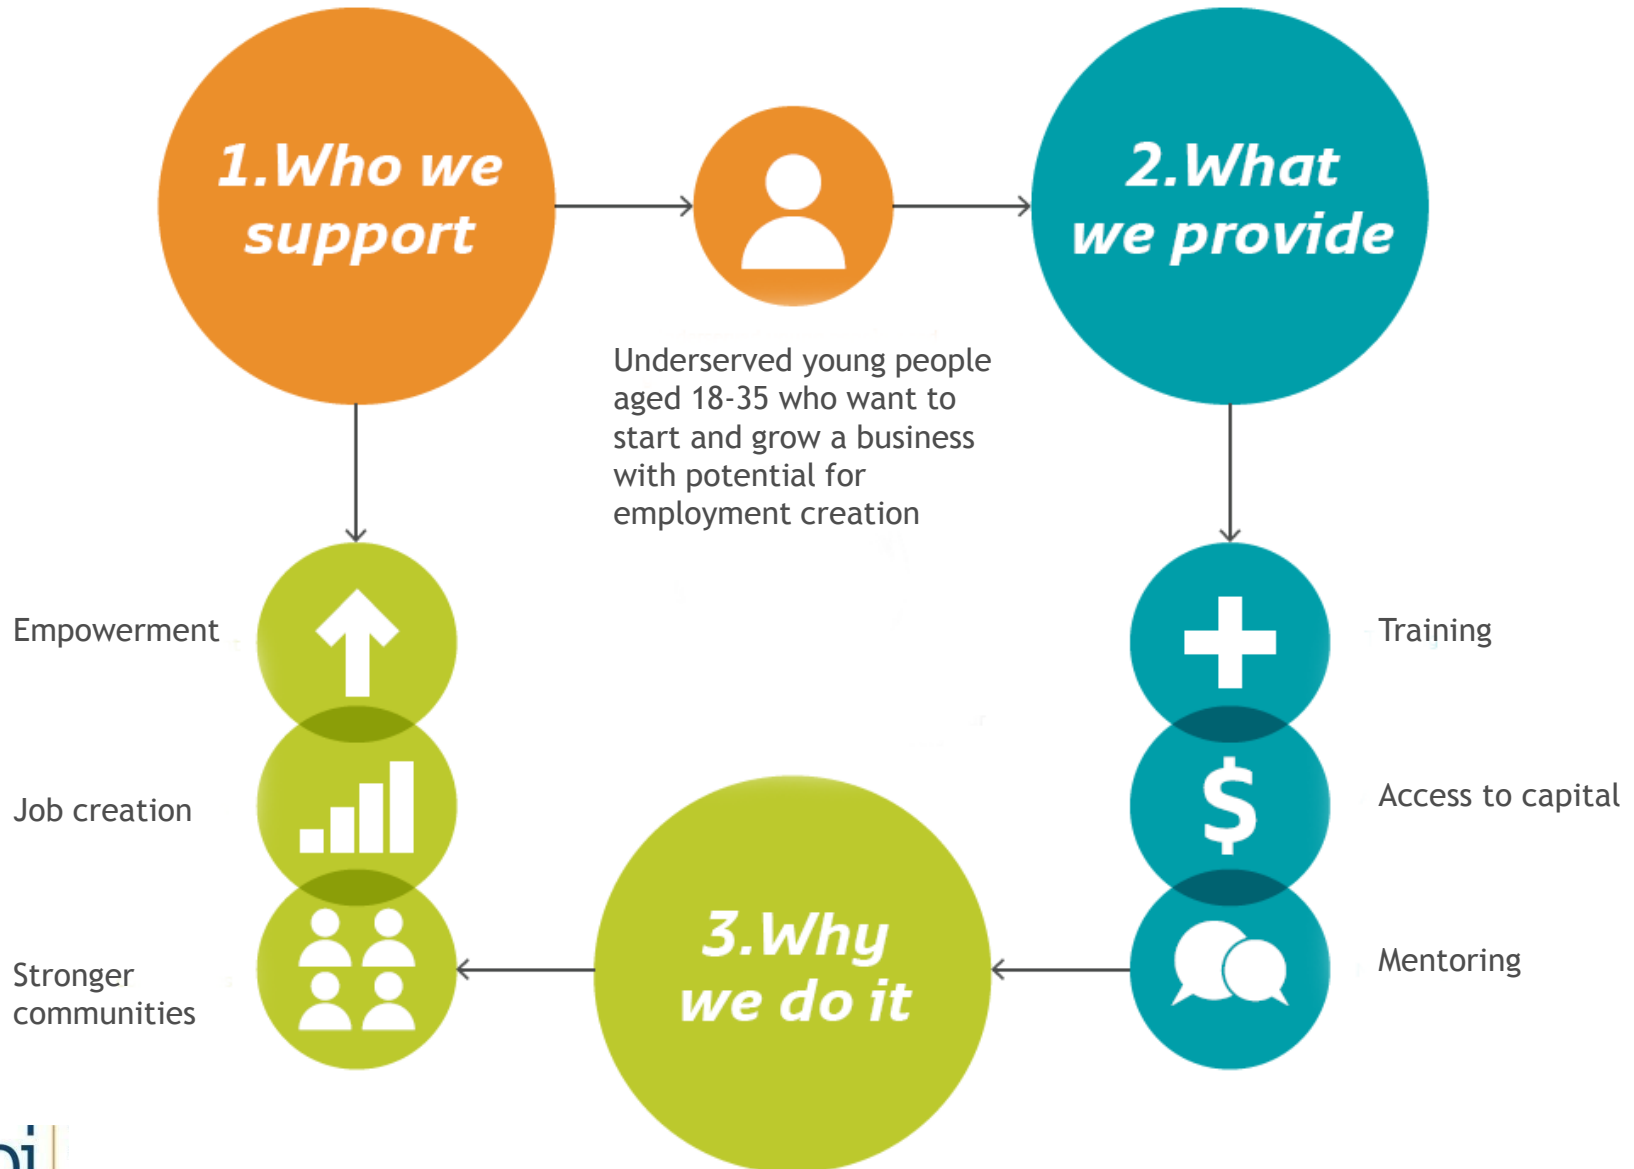 1.Who we
support
2.What
we provide
Underserved young people
aged 18-35 who want to
start and grow a business
with potential for
employment creation
Empowerment
Job creation
Stronger
communities
Training
$
Access to capital
Mentoring
3.Why
we do it